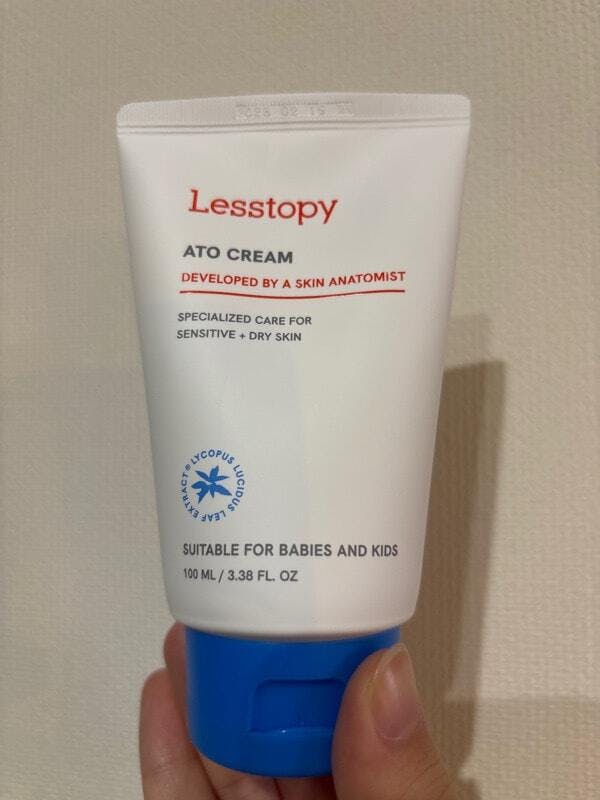 Lesstopy
ATO CREAM
DEVELOPED BY A SKIN ANATOMIST
SPECIALIZED CARE FOR
SENSITIVE + DRY SKIN
LYCOPUS LUCIDUS LEAF EXTRACT®
SUITABLE FOR BABIES AND KIDS
100 ML / 3.38 FL. OZ